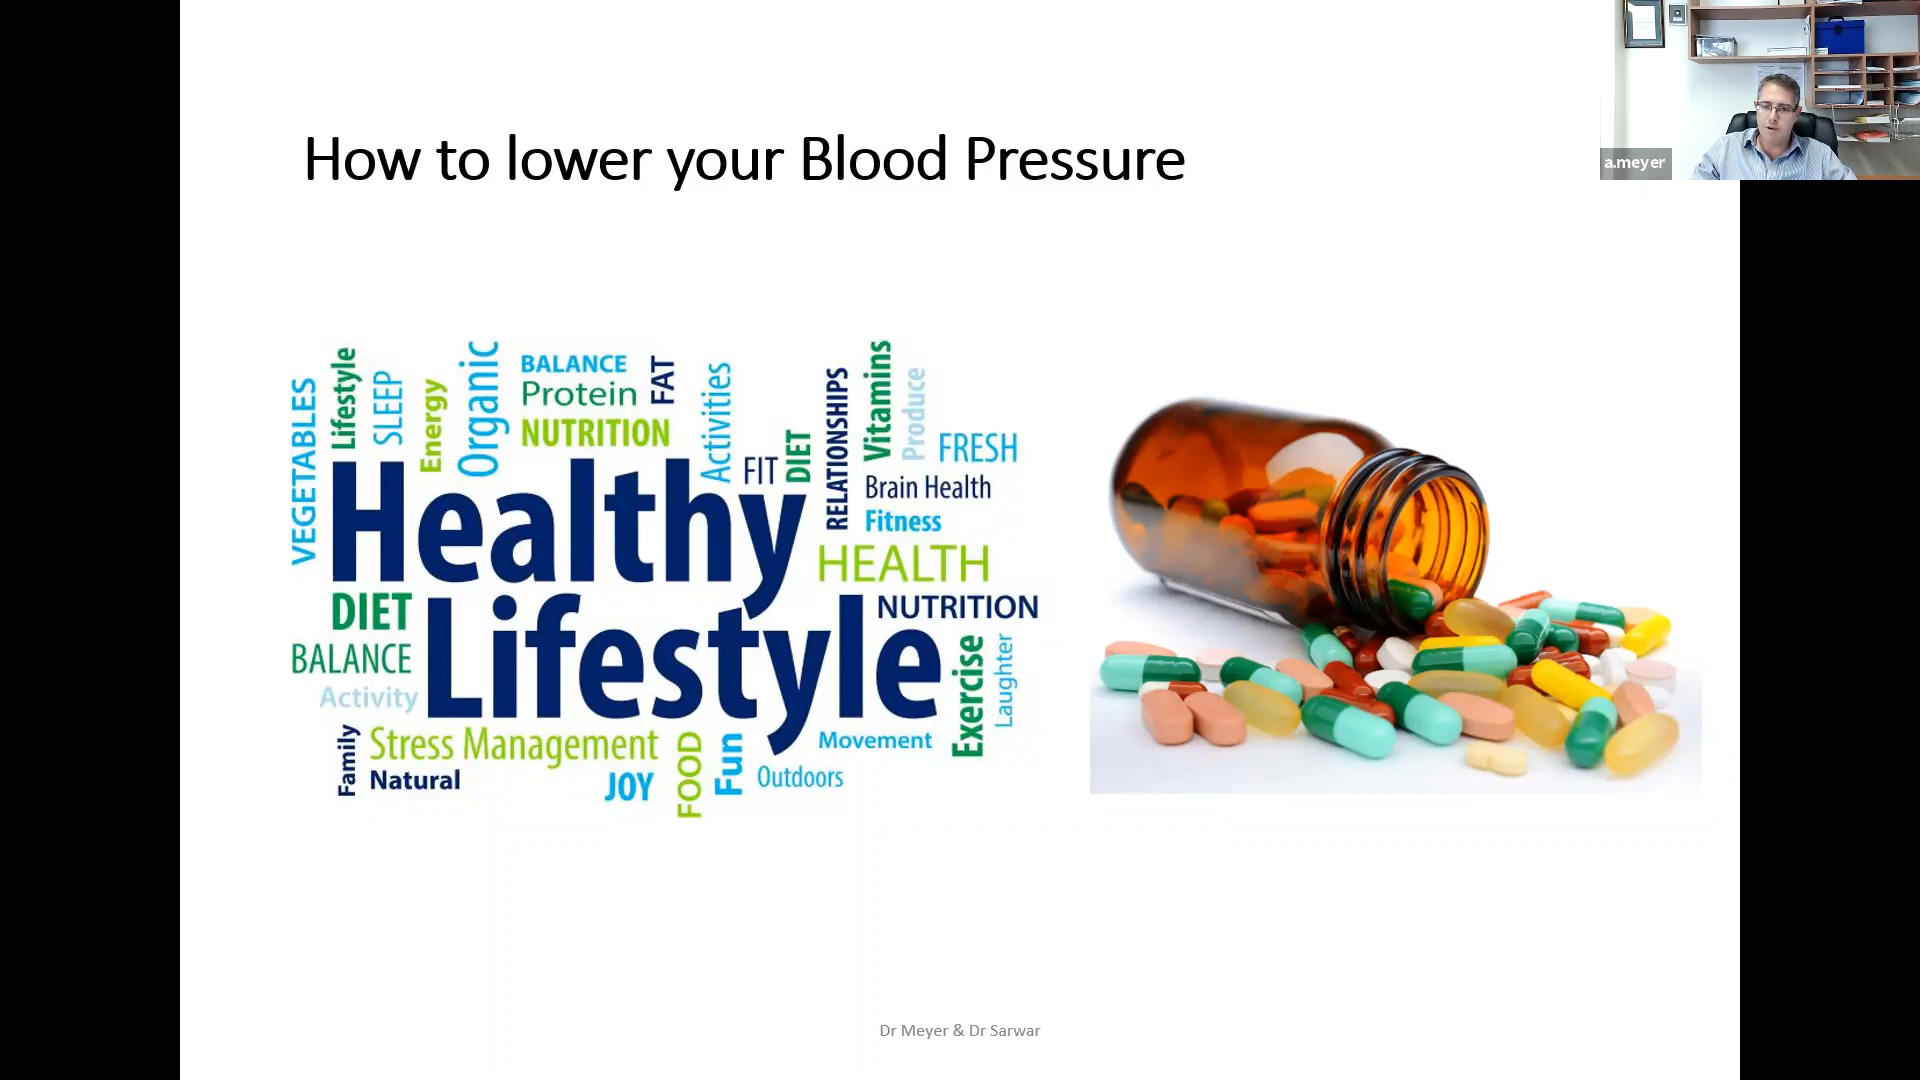 How to lower your Blood Pressure
a.meyer
VEGETABLES
Lifestyle
SLEEP
Energy
Organic
BALANCE
Protein
NUTRITION
FAT
Activities
FIT
DIET
RELATIONSHIPS
Vitamins
Produce
FRESH
Brain Health
Fitness
HEALTH
Healthy
Lifestyle
NUTRITION
DIET
BALANCE
Activity
Exercise
Laughter
Family
Stress Management
Natural
JOY
FOOD
Fun
Movement
Outdoors
Dr Meyer & Dr Sarwar